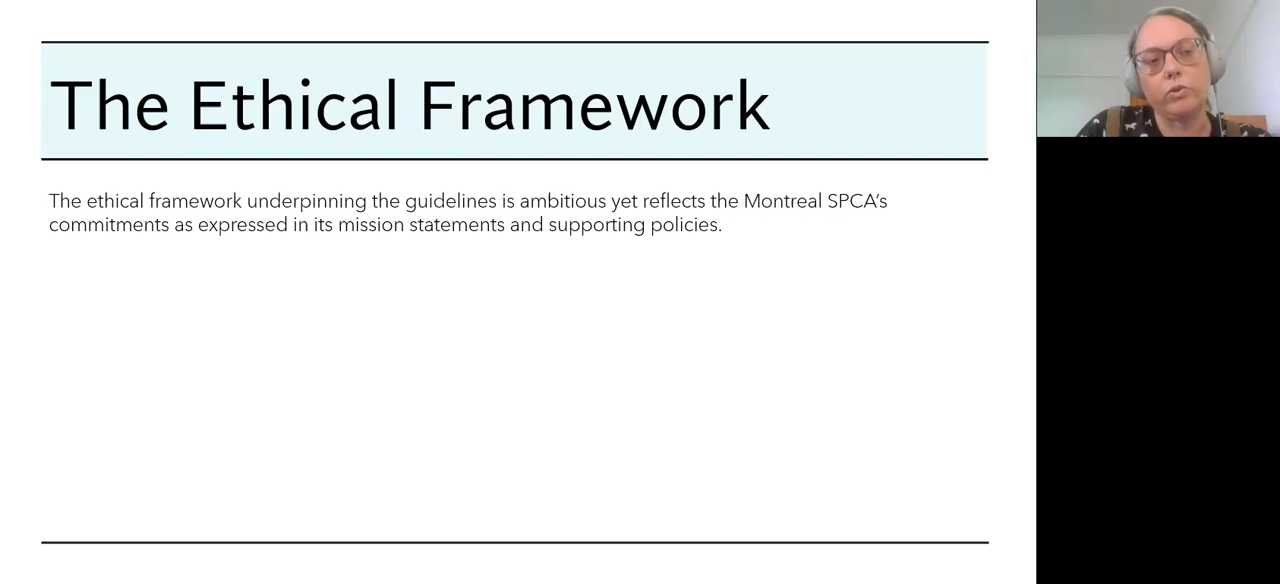 The Ethical Framework
The ethical framework underpinning the guidelines is ambitious yet reflects the Montreal SPCA’s
commitments as expressed in its mission statements and supporting policies.